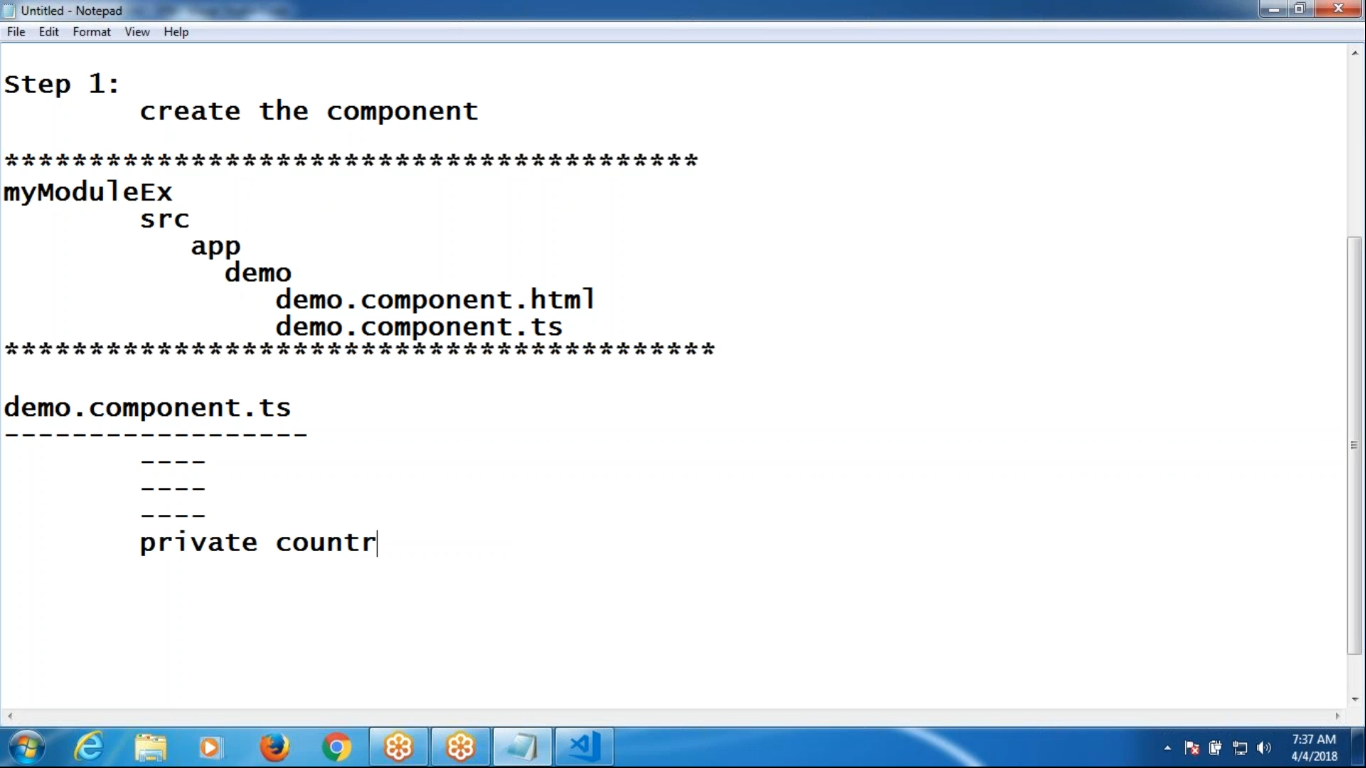 Untitled - Notepad
File Edit Format View Help
Step 1:
create the component
*****************************************
myModuleEx
src
app
demo
demo.component.html
demo.component.ts
******************************************
demo.component.ts
------------------
----
----
----
private countr
7:37 AM
4/4/2018